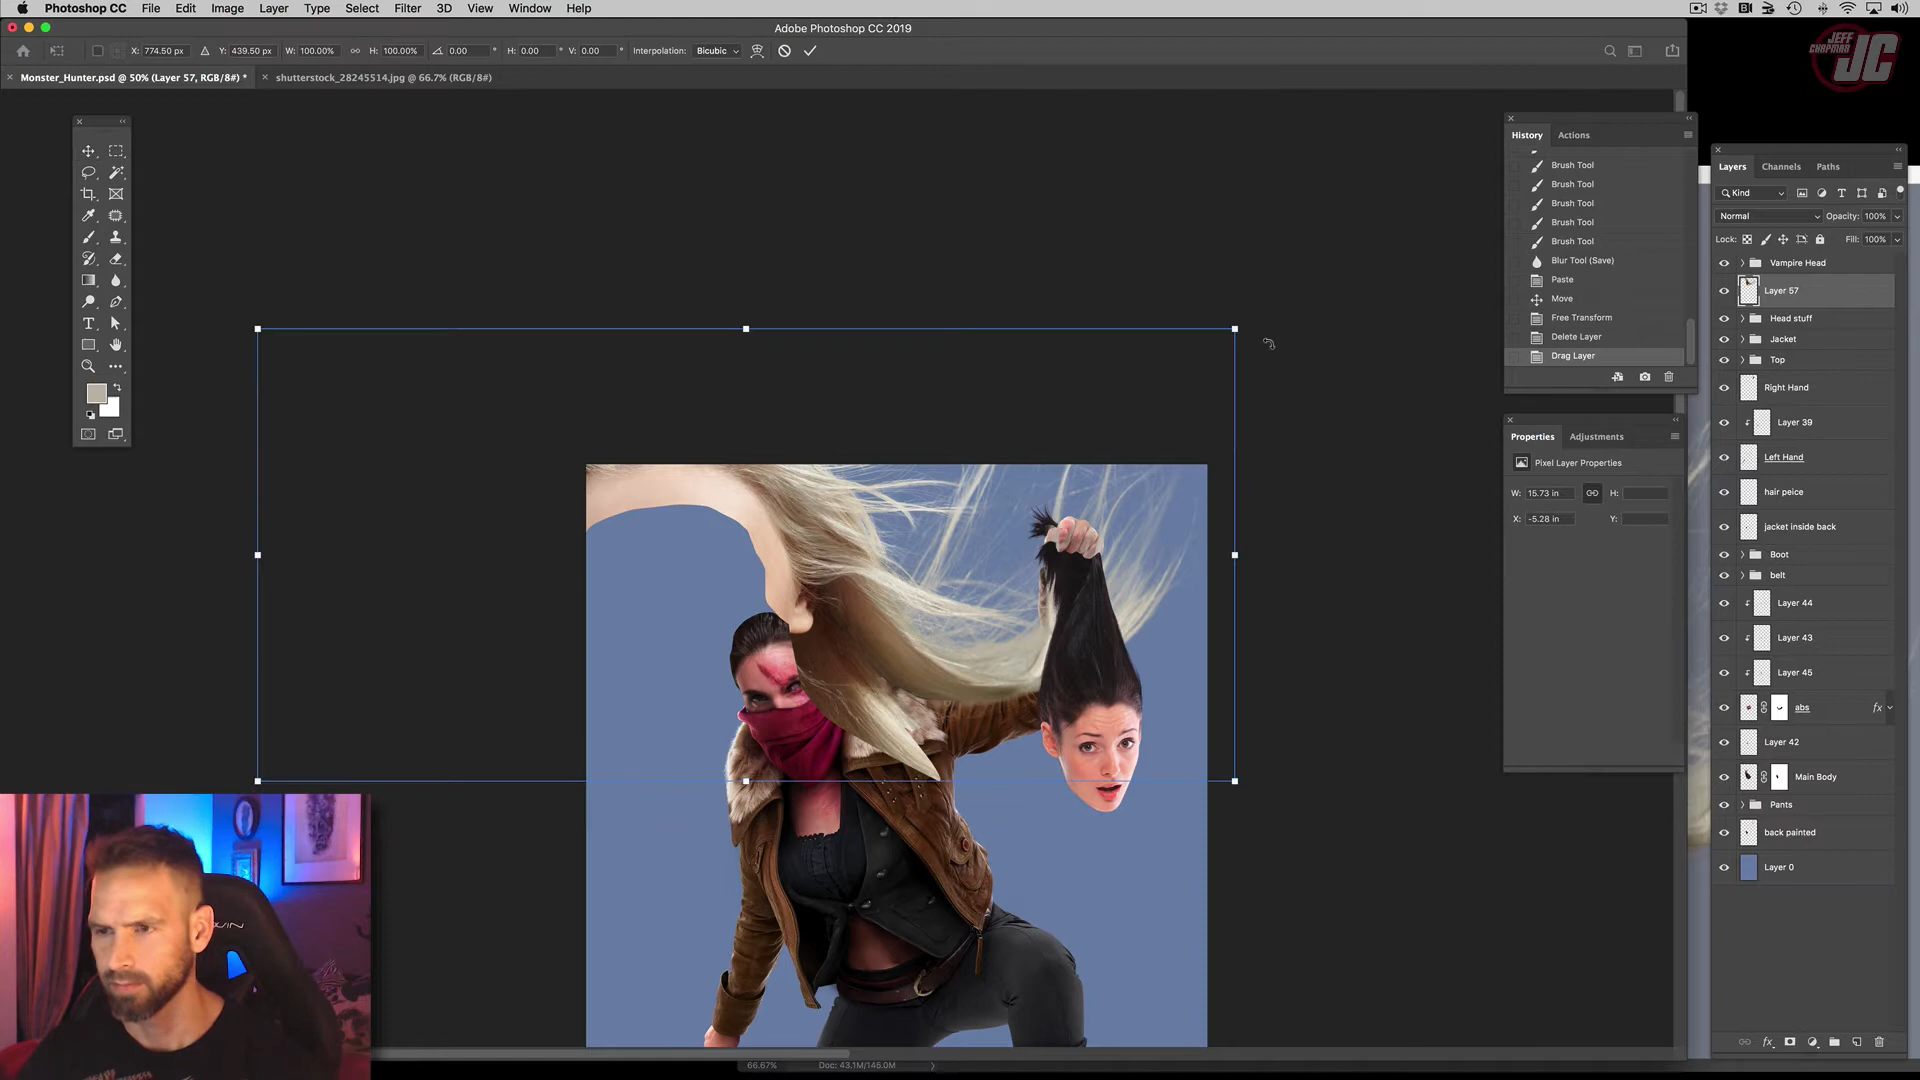 Photoshop CC File Edit Image Layer Type Select Filter 3D View Window Help
Adobe Photoshop CC 2019
X: 774.50 px Y: 439.50 px W: 100.00% H: 100.00% 0.00 ° H: 0.00 ° V: 0.00 ° Interpolation: Bicubic
Monster_Hunter.psd @ 50% (Layer 57, RGB/8#) * shutterstock_28245514.jpg @ 66.7% (RGB/8#)
JEFF
CHAPMAN
JC
History Actions
Brush Tool
Brush Tool
Brush Tool
Brush Tool
Brush Tool
Blur Tool (Save)
Paste
Move
Free Transform
Delete Layer
Drag Layer
Properties Adjustments
Pixel Layer Properties
W: 15.73 in H:
X: -5.28 in Y:
Layers Channels Paths
Kind
Normal Opacity: 100%
Lock: Fill: 100%
Vampire Head
Layer 57
Head stuff
Jacket
Top
Right Hand
Layer 39
Left Hand
hair peice
jacket inside back
Boot
belt
Layer 44
Layer 43
Layer 45
abs fx
Layer 42
Main Body
Pants
back painted
Layer 0
fx
66.67% Doc: 43.1M/145.0M